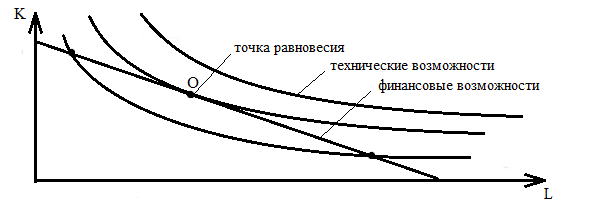 K
точка равновесия
технические возможности
O
финансовые возможности
L